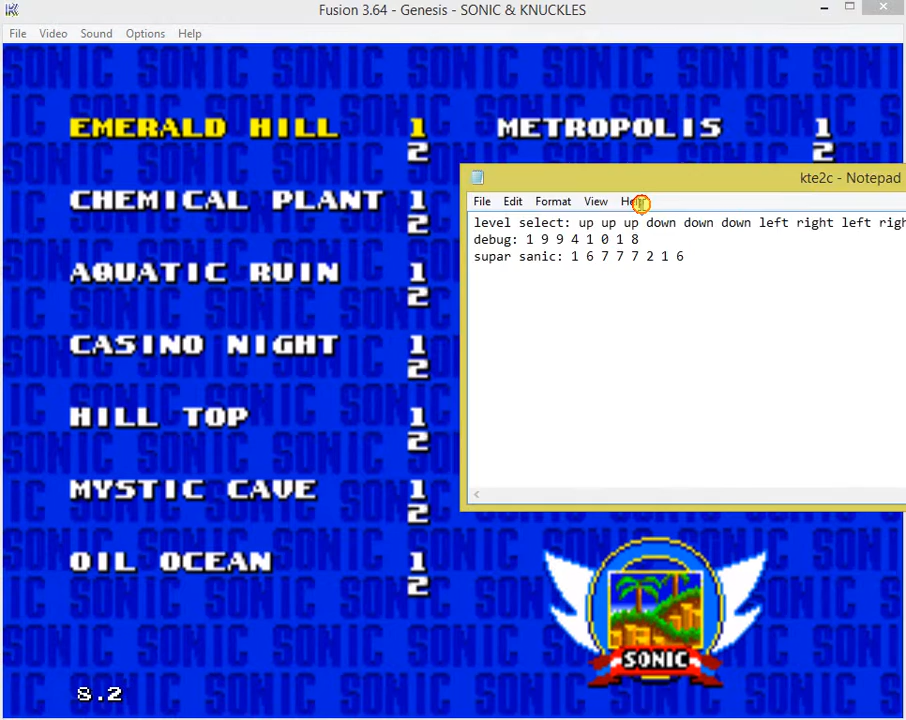 Fusion 3.64 - Genesis - SONIC & KNUCKLES
File Video Sound Options Help
EMERALD HILL 1
2
CHEMICAL PLANT 1
2
AQUATIC RUIN 1
2
CASINO NIGHT 1
2
HILL TOP 1
2
MYSTIC CAVE 1
2
OIL OCEAN 1
2
8.2
METROPOLIS 1
2
kte2c - Notepad
File Edit Format View
level select: up up up down down down left right left righ
debug: 1 9 9 4 1 0 1 8
supar sanic: 1 6 7 7 7 2 1 6
SONIC